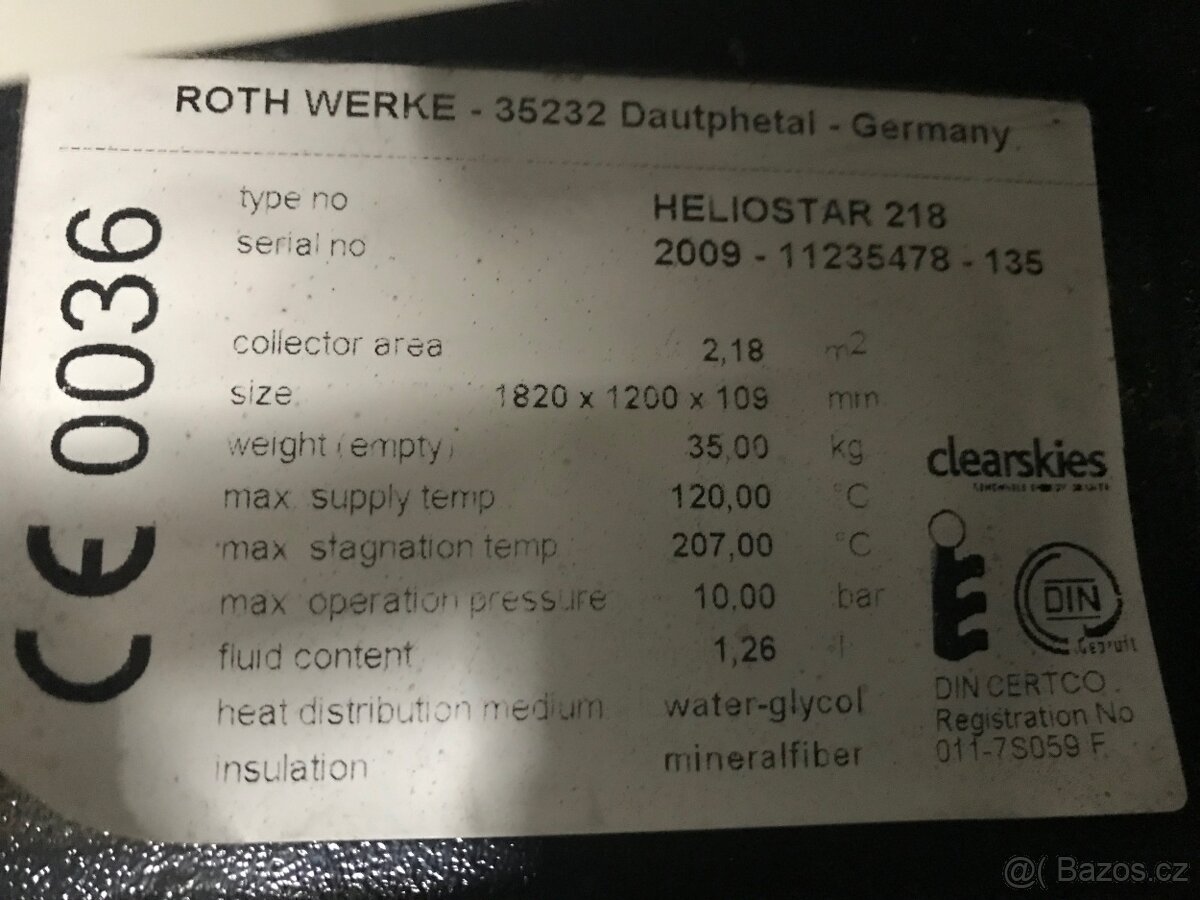 ROTH WERKE - 35232 Dautphetal - Germany
type no HELIOSTAR 218
serial no 2009 - 11235478 - 135
CE 0036
collector area 2,18 m2
size 1820 x 1200 x 109 mm
weight (empty) 35,00 kg
max. supply temp 120,00 °C
max stagnation temp 207,00 °C
max operation pressure 10,00 bar
fluid content 1,26 l
heat distribution medium water-glycol
insulation mineralfiber
clearskies
DIN
Geprüft
DIN CERTCO
Registration No
011-7S059 F
@( Bazos.cz